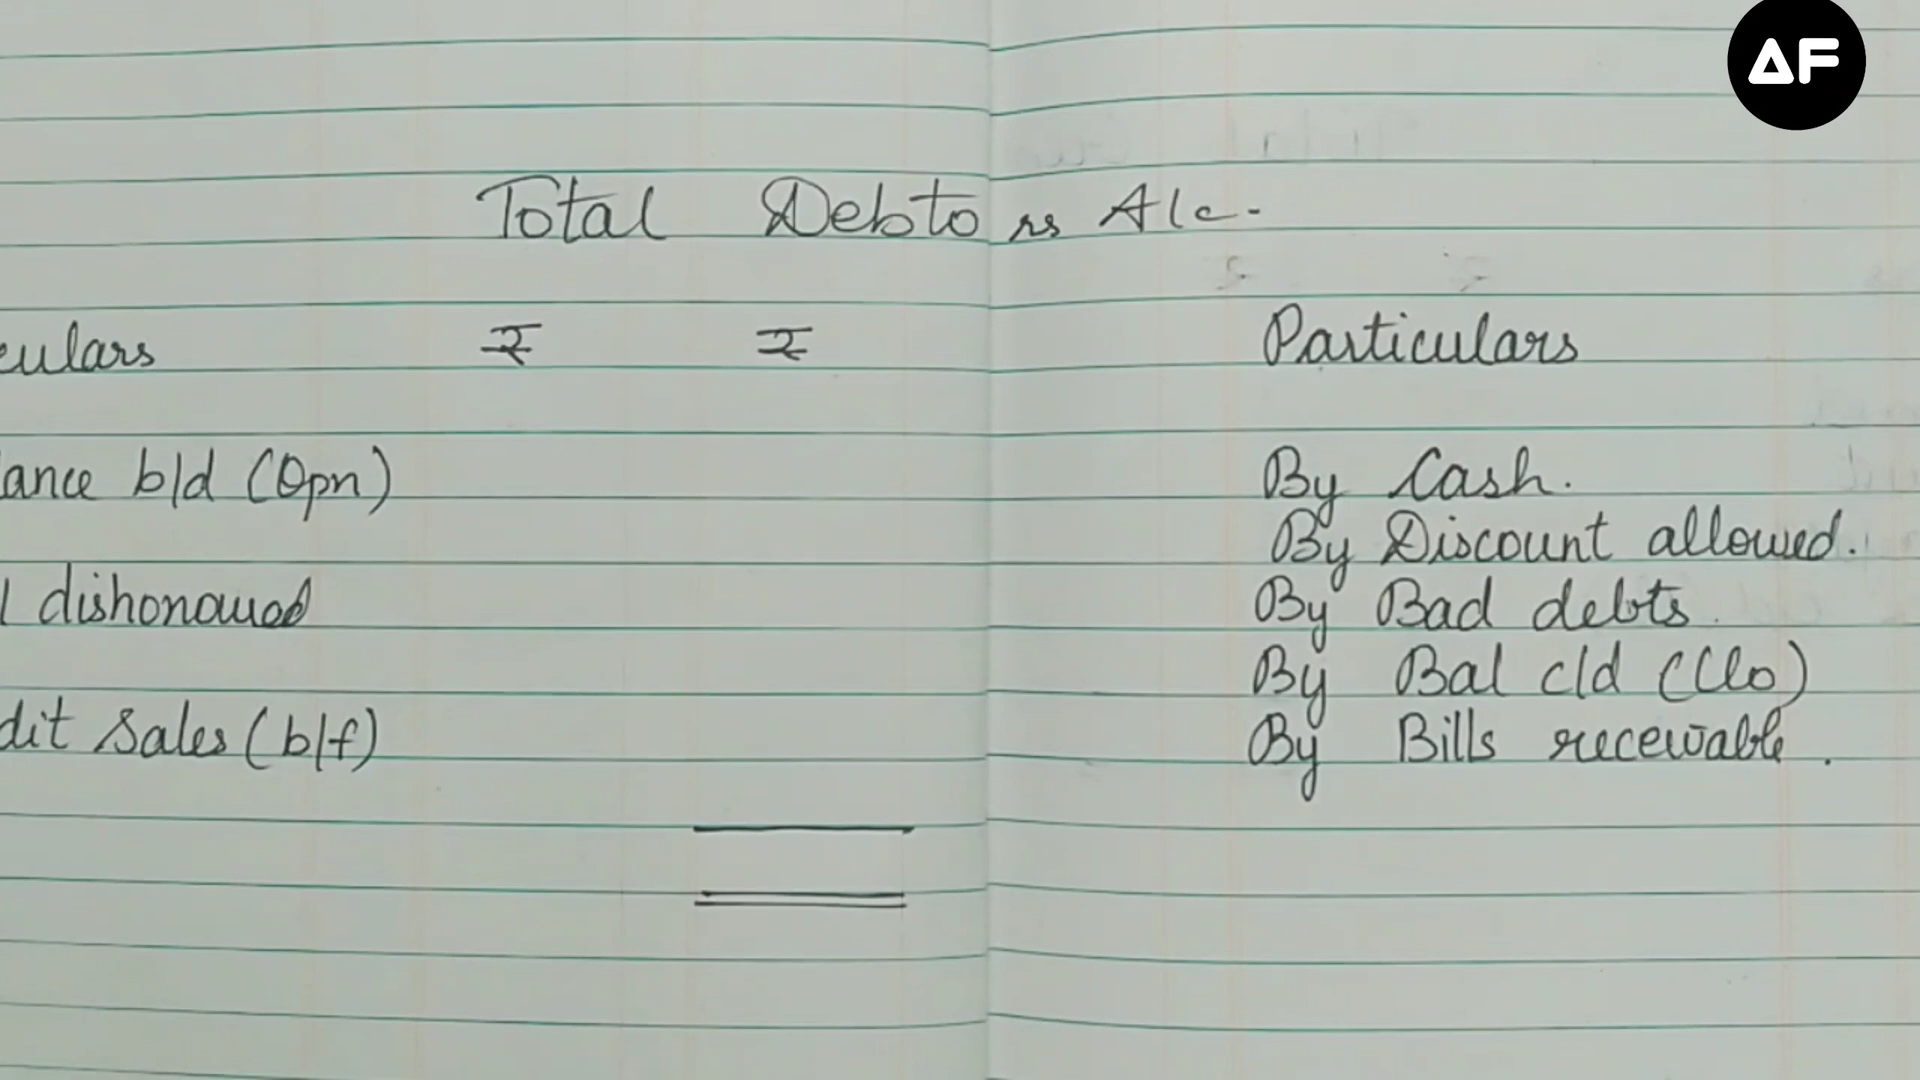 AF
Total Debtors A/c.
culars ₹ ₹ Particulars
lance b/d (Opn) By Cash.
By Discount allowed.
l dishonoured By Bad debts.
By Bal c/d (Clo)
dit Sales (b/f) By Bills receivable.